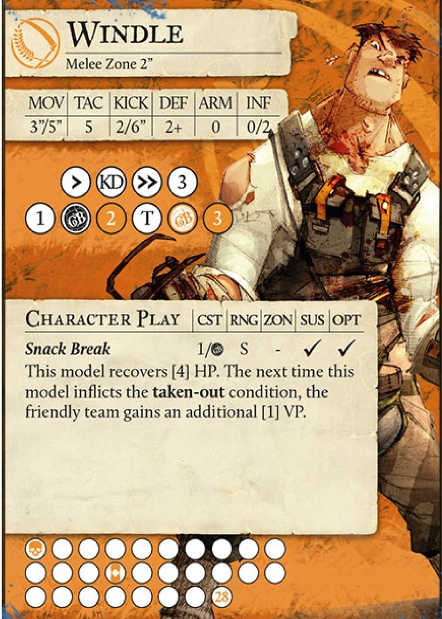 WINDLE
Melee Zone 2"
MOV TAC KICK DEF ARM INF
3"/5" 5 2/6" 2+ 0 0/2
> KD >> 3
1 GB 2 T GB 3
CHARACTER PLAY CST RNG ZON SUS OPT
Snack Break 1/GB S - ✓ ✓
This model recovers [4] HP. The next time this
model inflicts the taken-out condition, the
friendly team gains an additional [1] VP.
28